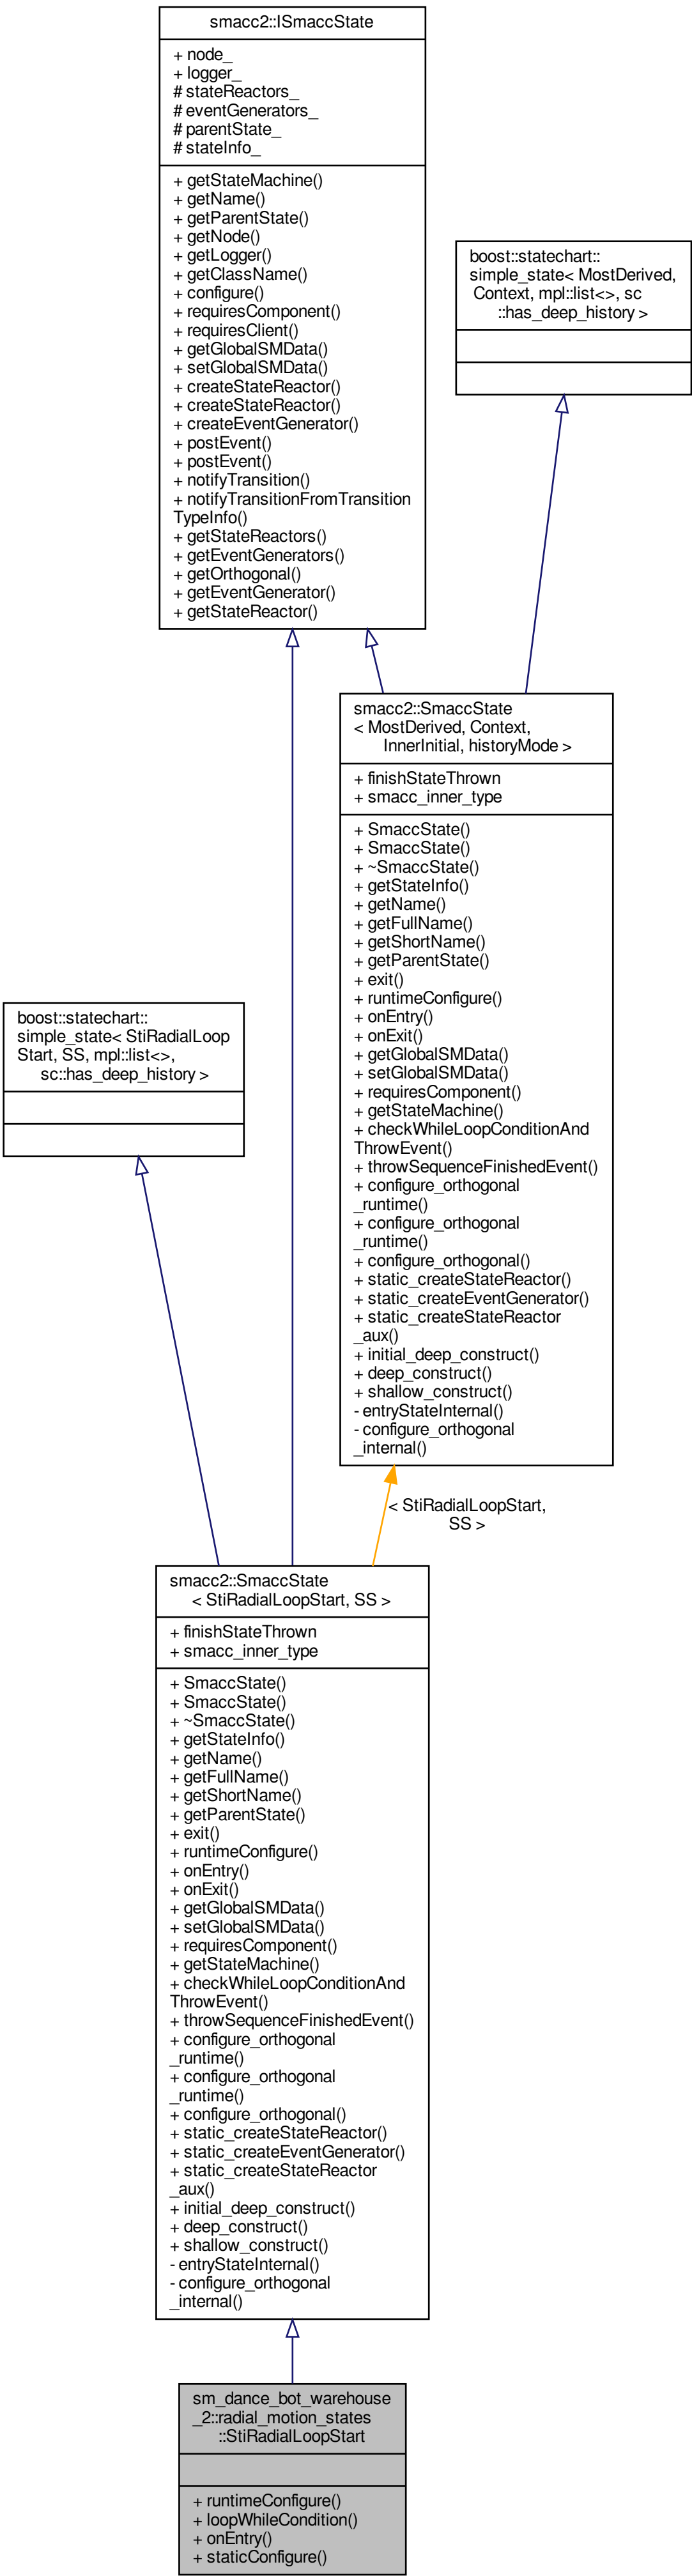 smacc2::ISmaccState
+ node_
+ logger_
# stateReactors_
# eventGenerators_
# parentState_
# stateInfo_
+ getStateMachine()
+ getName()
+ getParentState()
+ getNode()
+ getLogger()
+ getClassName()
+ configure()
+ requiresComponent()
+ requiresClient()
+ getGlobalSMData()
+ setGlobalSMData()
+ createStateReactor()
+ createStateReactor()
+ createEventGenerator()
+ postEvent()
+ postEvent()
+ notifyTransition()
+ notifyTransitionFromTransition
TypeInfo()
+ getStateReactors()
+ getEventGenerators()
+ getOrthogonal()
+ getEventGenerator()
+ getStateReactor()
boost::statechart::
simple_state< MostDerived,
Context, mpl::list<>, sc
::has_deep_history >
smacc2::SmaccState
< MostDerived, Context,
InnerInitial, historyMode >
+ finishStateThrown
+ smacc_inner_type
+ SmaccState()
+ SmaccState()
+ ~SmaccState()
+ getStateInfo()
+ getName()
+ getFullName()
+ getShortName()
+ getParentState()
+ exit()
+ runtimeConfigure()
+ onEntry()
+ onExit()
+ getGlobalSMData()
+ setGlobalSMData()
+ requiresComponent()
+ getStateMachine()
+ checkWhileLoopConditionAnd
ThrowEvent()
+ throwSequenceFinishedEvent()
+ configure_orthogonal
_runtime()
+ configure_orthogonal
_runtime()
+ configure_orthogonal()
+ static_createStateReactor()
+ static_createEventGenerator()
+ static_createStateReactor
_aux()
+ initial_deep_construct()
+ deep_construct()
+ shallow_construct()
- entryStateInternal()
- configure_orthogonal
_internal()
boost::statechart::
simple_state< StiRadialLoop
Start, SS, mpl::list<>,
sc::has_deep_history >
< StiRadialLoopStart,
SS >
smacc2::SmaccState
< StiRadialLoopStart, SS >
+ finishStateThrown
+ smacc_inner_type
+ SmaccState()
+ SmaccState()
+ ~SmaccState()
+ getStateInfo()
+ getName()
+ getFullName()
+ getShortName()
+ getParentState()
+ exit()
+ runtimeConfigure()
+ onEntry()
+ onExit()
+ getGlobalSMData()
+ setGlobalSMData()
+ requiresComponent()
+ getStateMachine()
+ checkWhileLoopConditionAnd
ThrowEvent()
+ throwSequenceFinishedEvent()
+ configure_orthogonal
_runtime()
+ configure_orthogonal
_runtime()
+ configure_orthogonal()
+ static_createStateReactor()
+ static_createEventGenerator()
+ static_createStateReactor
_aux()
+ initial_deep_construct()
+ deep_construct()
+ shallow_construct()
- entryStateInternal()
- configure_orthogonal
_internal()
sm_dance_bot_warehouse
_2::radial_motion_states
::StiRadialLoopStart
+ runtimeConfigure()
+ loopWhileCondition()
+ onEntry()
+ staticConfigure()